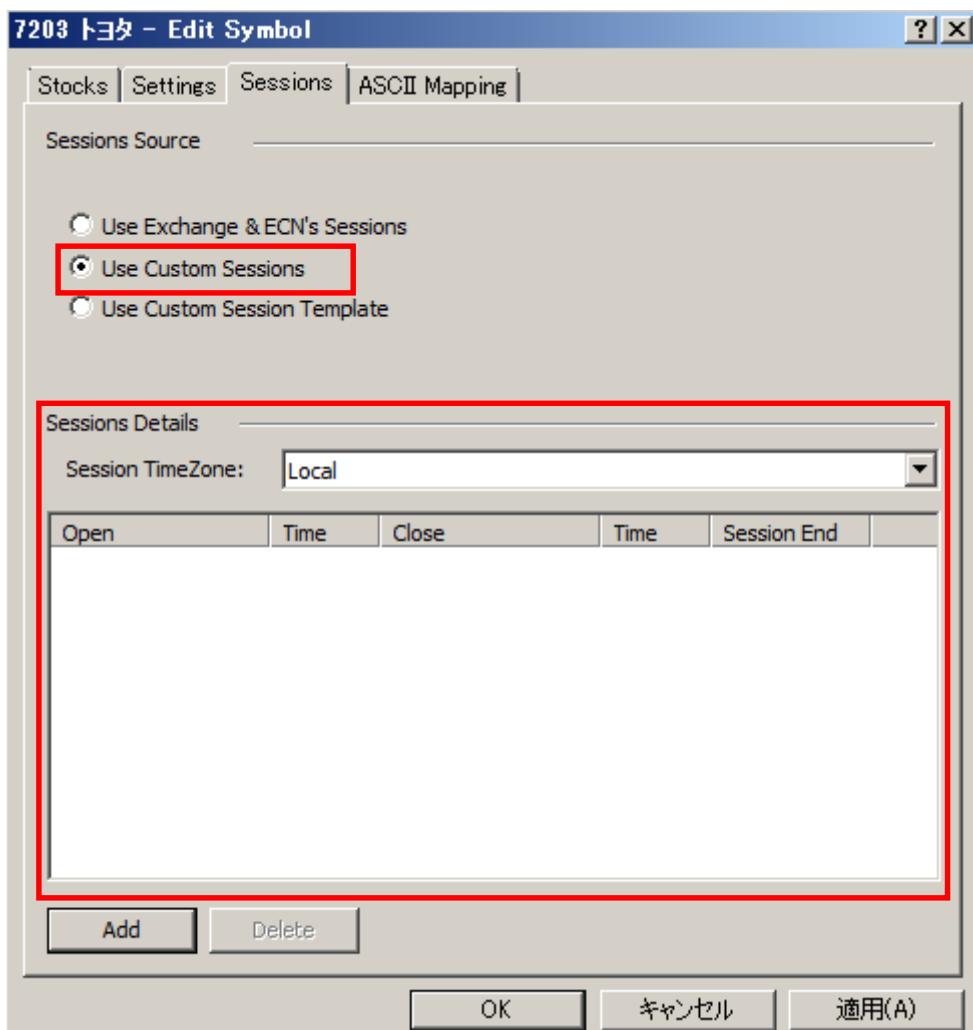 7203 トヨタ - Edit Symbol
Stocks Settings Sessions ASCII Mapping
Sessions Source
Use Exchange & ECN's Sessions
Use Custom Sessions
Use Custom Session Template
Sessions Details
Session TimeZone: Local
Open Time Close Time Session End
Add Delete
OK キャンセル 適用(A)